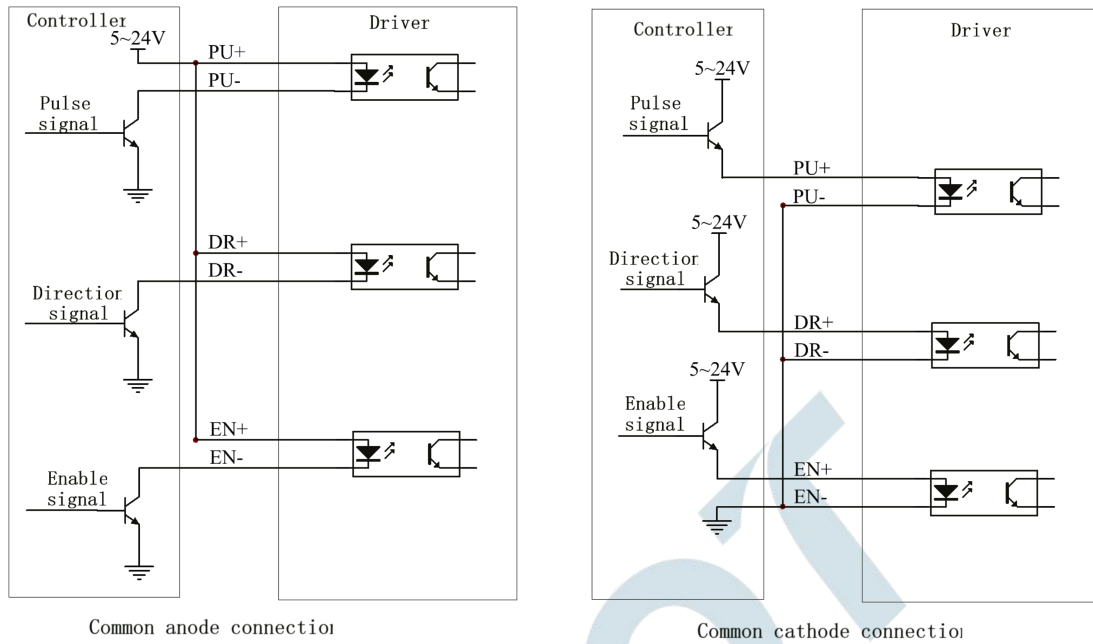 Controller
5~24V
Driver
PU+
PU-
Pulse
signal
DR+
DR-
Direction
signal
EN+
EN-
Enable
signal
Common anode connection
Controller
Driver
5~24V
Pulse
signal
PU+
PU-
5~24V
Direction
signal
DR+
DR-
5~24V
Enable
signal
EN+
EN-
Common cathode connection